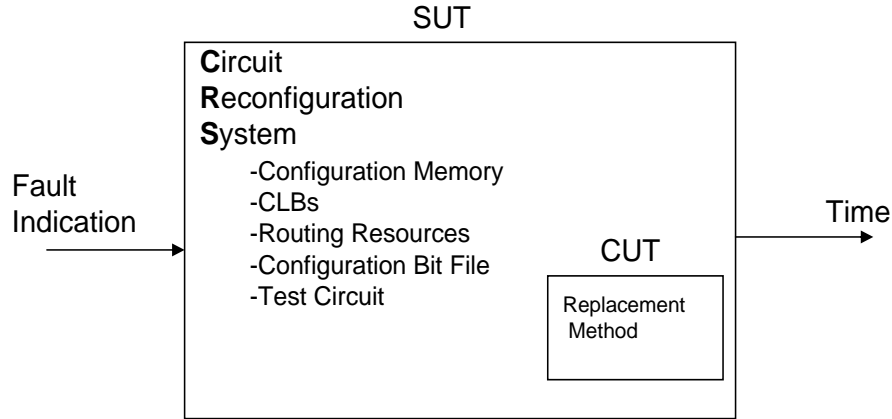 SUT
Circuit
Reconfiguration
System
-Configuration Memory
-CLBs
-Routing Resources
-Configuration Bit File
-Test Circuit
Fault
Indication
Time
CUT
Replacement
Method